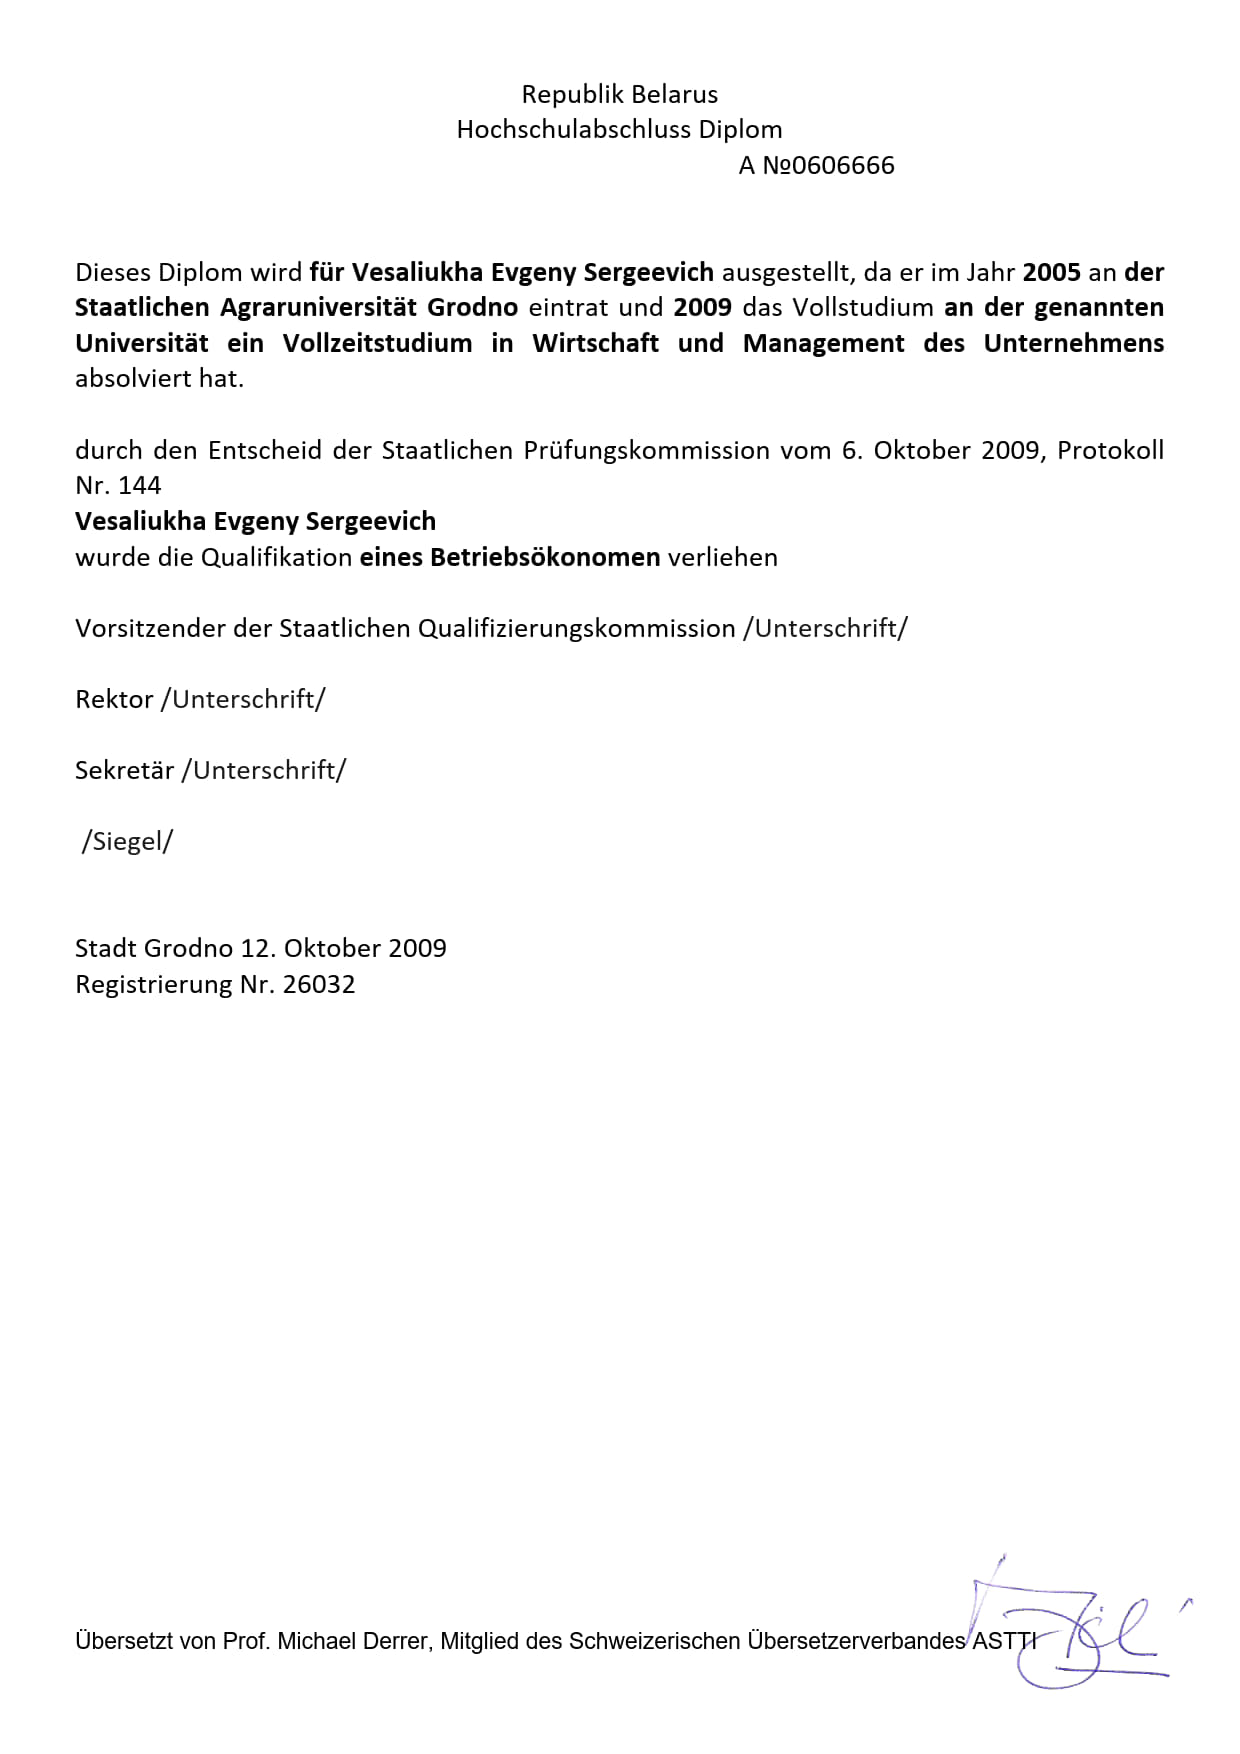 Republik Belarus
Hochschulabschluss Diplom
A №0606666
Dieses Diplom wird für Vesaliukha Evgeny Sergeevich ausgestellt, da er im Jahr 2005 an der
Staatlichen Agraruniversität Grodno eintrat und 2009 das Vollstudium an der genannten
Universität ein Vollzeitstudium in Wirtschaft und Management des Unternehmens
absolviert hat.
durch den Entscheid der Staatlichen Prüfungskommission vom 6. Oktober 2009, Protokoll
Nr. 144
Vesaliukha Evgeny Sergeevich
wurde die Qualifikation eines Betriebsökonomen verliehen
Vorsitzender der Staatlichen Qualifizierungskommission /Unterschrift/
Rektor /Unterschrift/
Sekretär /Unterschrift/
/Siegel/
Stadt Grodno 12. Oktober 2009
Registrierung Nr. 26032
Übersetzt von Prof. Michael Derrer, Mitglied des Schweizerischen Übersetzerverbandes ASTTI